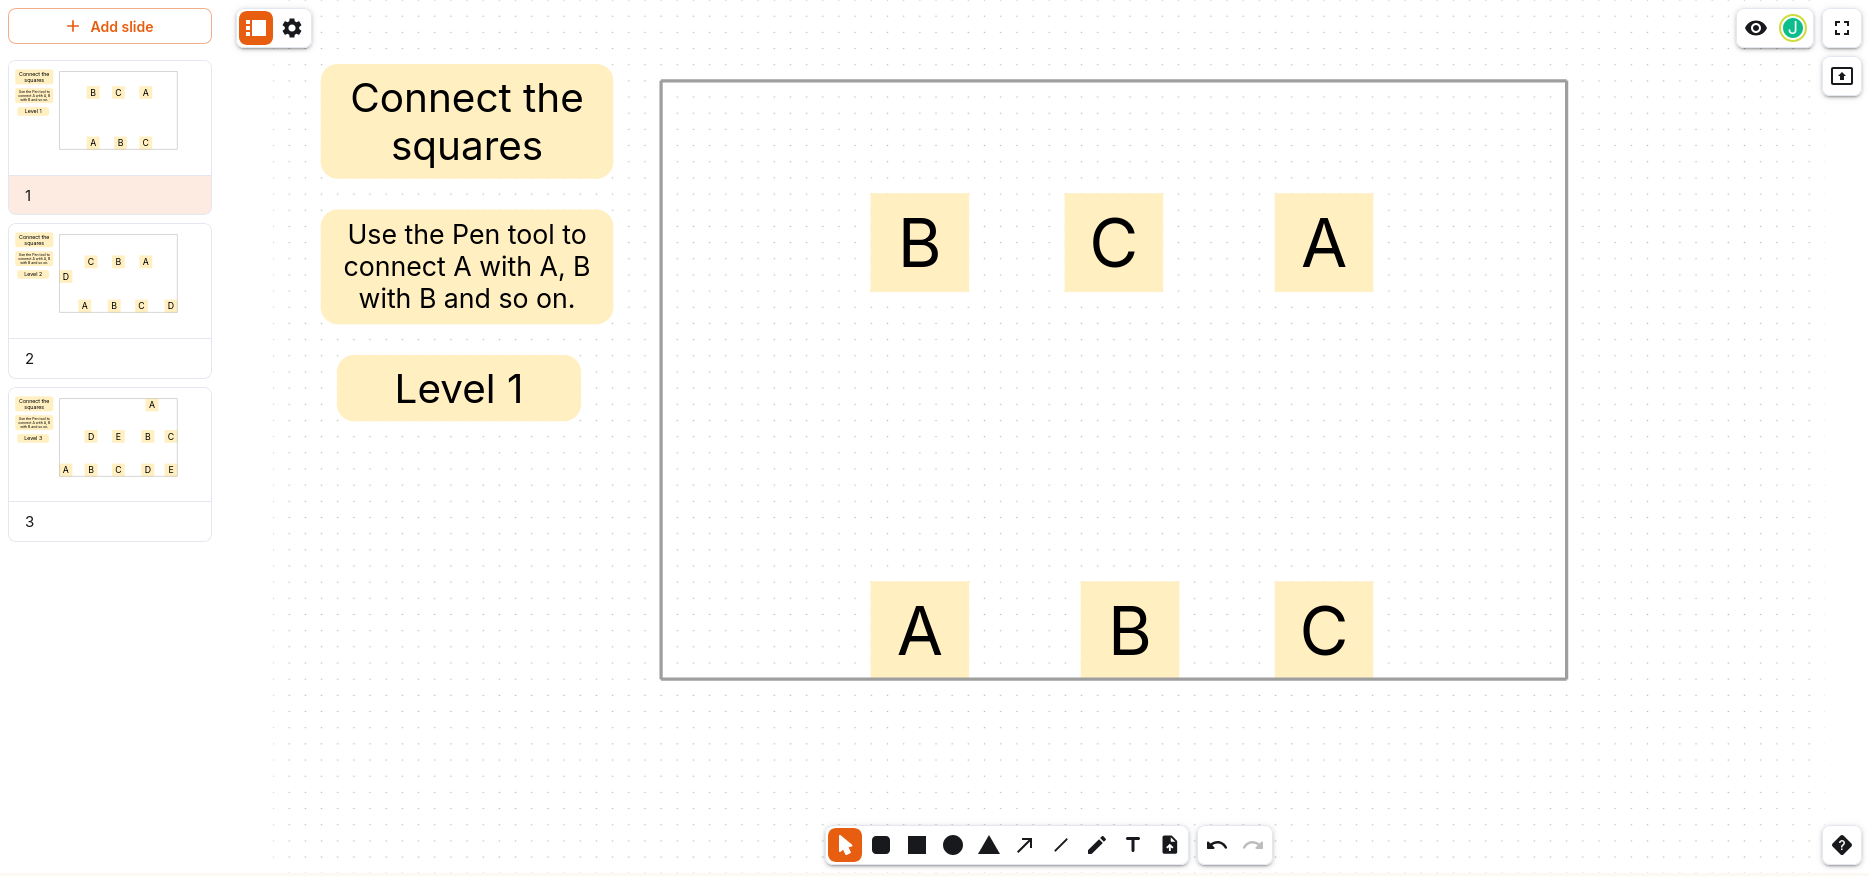 Add slide
Connect the
squares
Use the Pen tool to
connect A with A, B
with B and so on.
Level 1
B C A
A B C
1
Connect the
squares
Use the Pen tool to
connect A with A, B
with B and so on.
Level 2
C B A
D
A B C D
2
Connect the
squares
Use the Pen tool to
connect A with A, B
with B and so on.
Level 3
A
D E B C
A B C D E
3
J
Connect the
squares
Use the Pen tool to
connect A with A, B
with B and so on.
Level 1
B C A
A B C
T
?